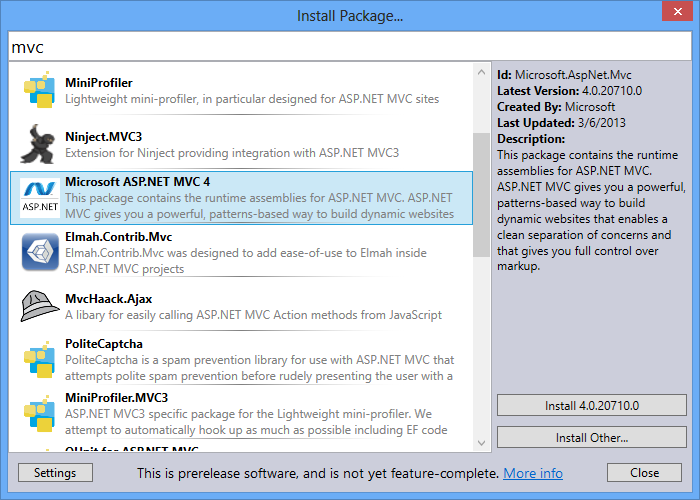 Install Package...
mvc
MiniProfiler
Lightweight mini-profiler, in particular designed for ASP.NET MVC sites
Ninject.MVC3
Extension for Ninject providing integration with ASP.NET MVC3
ASP.NET
Microsoft ASP.NET MVC 4
This package contains the runtime assemblies for ASP.NET MVC. ASP.NET
MVC gives you a powerful, patterns-based way to build dynamic websites
Elmah.Contrib.Mvc
Elmah.Contrib.Mvc was designed to add ease-of-use to Elmah inside
ASP.NET MVC projects
MvcHaack.Ajax
A libary for easily calling ASP.NET MVC Action methods from JavaScript
PoliteCaptcha
PoliteCaptcha is a spam prevention library for use with ASP.NET MVC that
attempts polite spam prevention before rudely presenting the user with a
MiniProfiler.MVC3
ASP.NET MVC3 specific package for the Lightweight mini-profiler. We
attempt to automatically hook up as much as possible including EF code
QUnit for ASP.NET MVC
Id: Microsoft.AspNet.Mvc
Latest Version: 4.0.20710.0
Created By: Microsoft
Last Updated: 3/6/2013
Description:
This package contains the runtime
assemblies for ASP.NET MVC.
ASP.NET MVC gives you a powerful,
patterns-based way to build
dynamic websites that enables a
clean separation of concerns and
that gives you full control over
markup.
Install 4.0.20710.0
Install Other...
Settings
This is prerelease software, and is not yet feature-complete. More info
Close